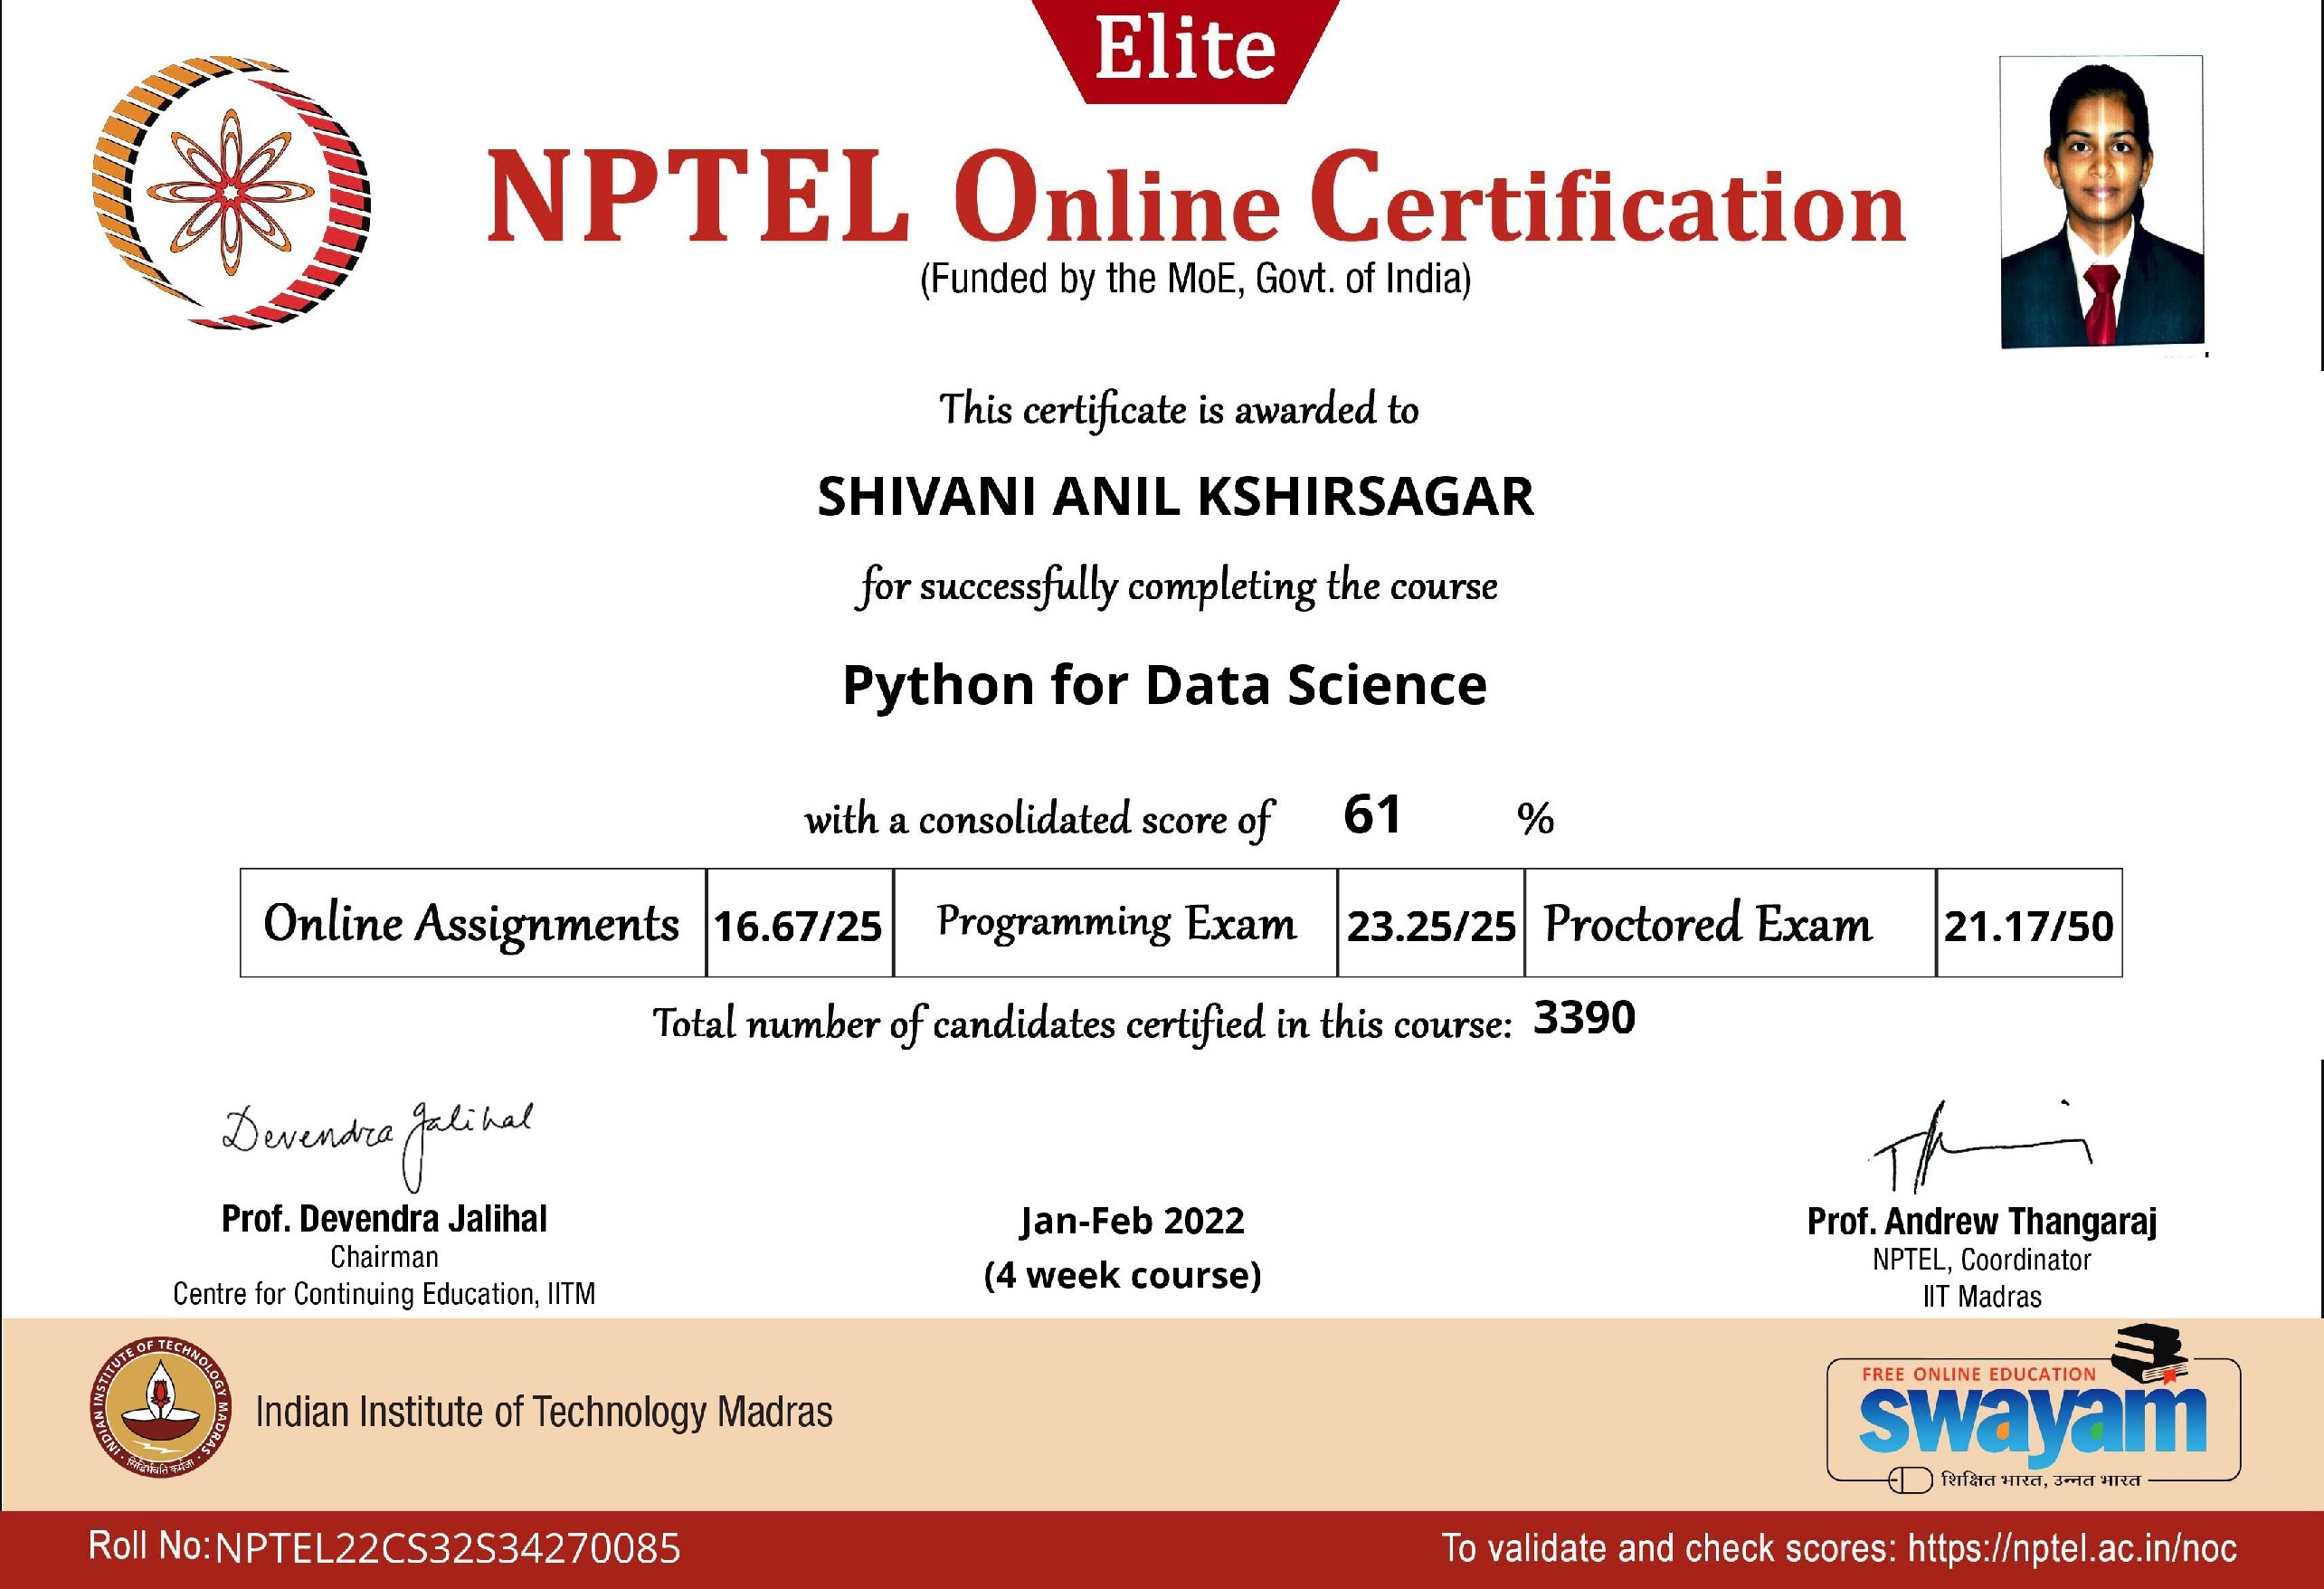 Elite
NPTEL Online Certification
(Funded by the MoE, Govt. of India)
This certificate is awarded to
SHIVANI ANIL KSHIRSAGAR
for successfully completing the course
Python for Data Science
with a consolidated score of 61 %
Online Assignments 16.67/25 Programming Exam 23.25/25 Proctored Exam 21.17/50
Total number of candidates certified in this course: 3390
Devendra Jalihal
Prof. Devendra Jalihal
Chairman
Centre for Continuing Education, IITM
Jan-Feb 2022
(4 week course)
Prof. Andrew Thangaraj
NPTEL, Coordinator
IIT Madras
INDIAN INSTITUTE OF TECHNOLOGY MADRAS
सिद्धिर्भवति कर्मजा
Indian Institute of Technology Madras
FREE ONLINE EDUCATION
swayam
शिक्षित भारत, उन्नत भारत
Roll No:NPTEL22CS32S34270085
To validate and check scores: https://nptel.ac.in/noc